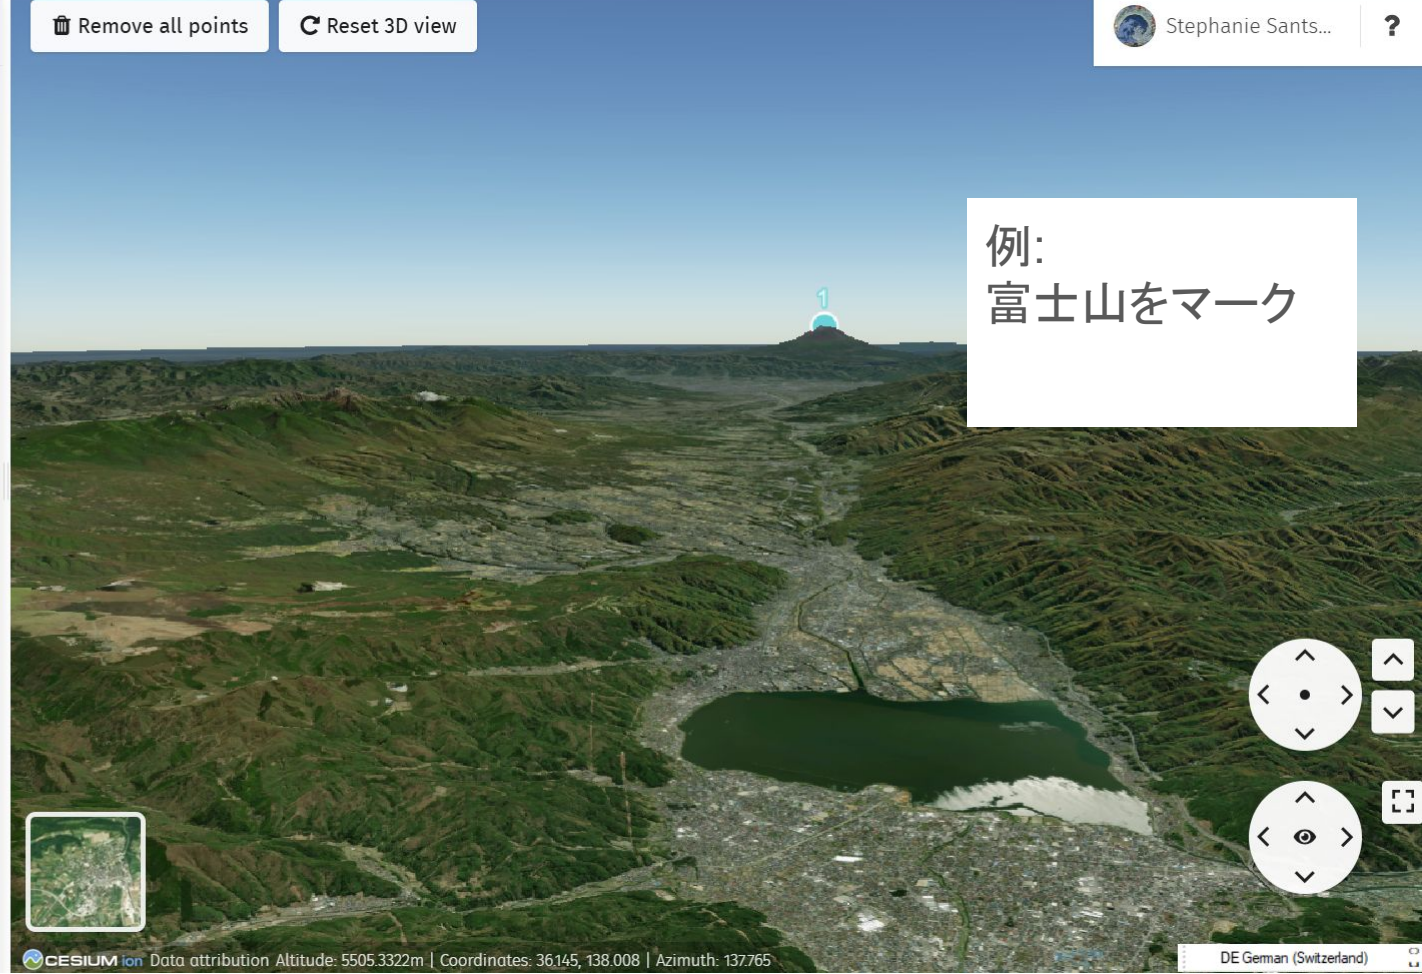 Remove all points
Reset 3D view
Stephanie Sants...
?
例:
富士山をマーク
1
CESIUM ion Data attribution Altitude: 5505.3322m | Coordinates: 36.145, 138.008 | Azimuth: 137.765
DE German (Switzerland)